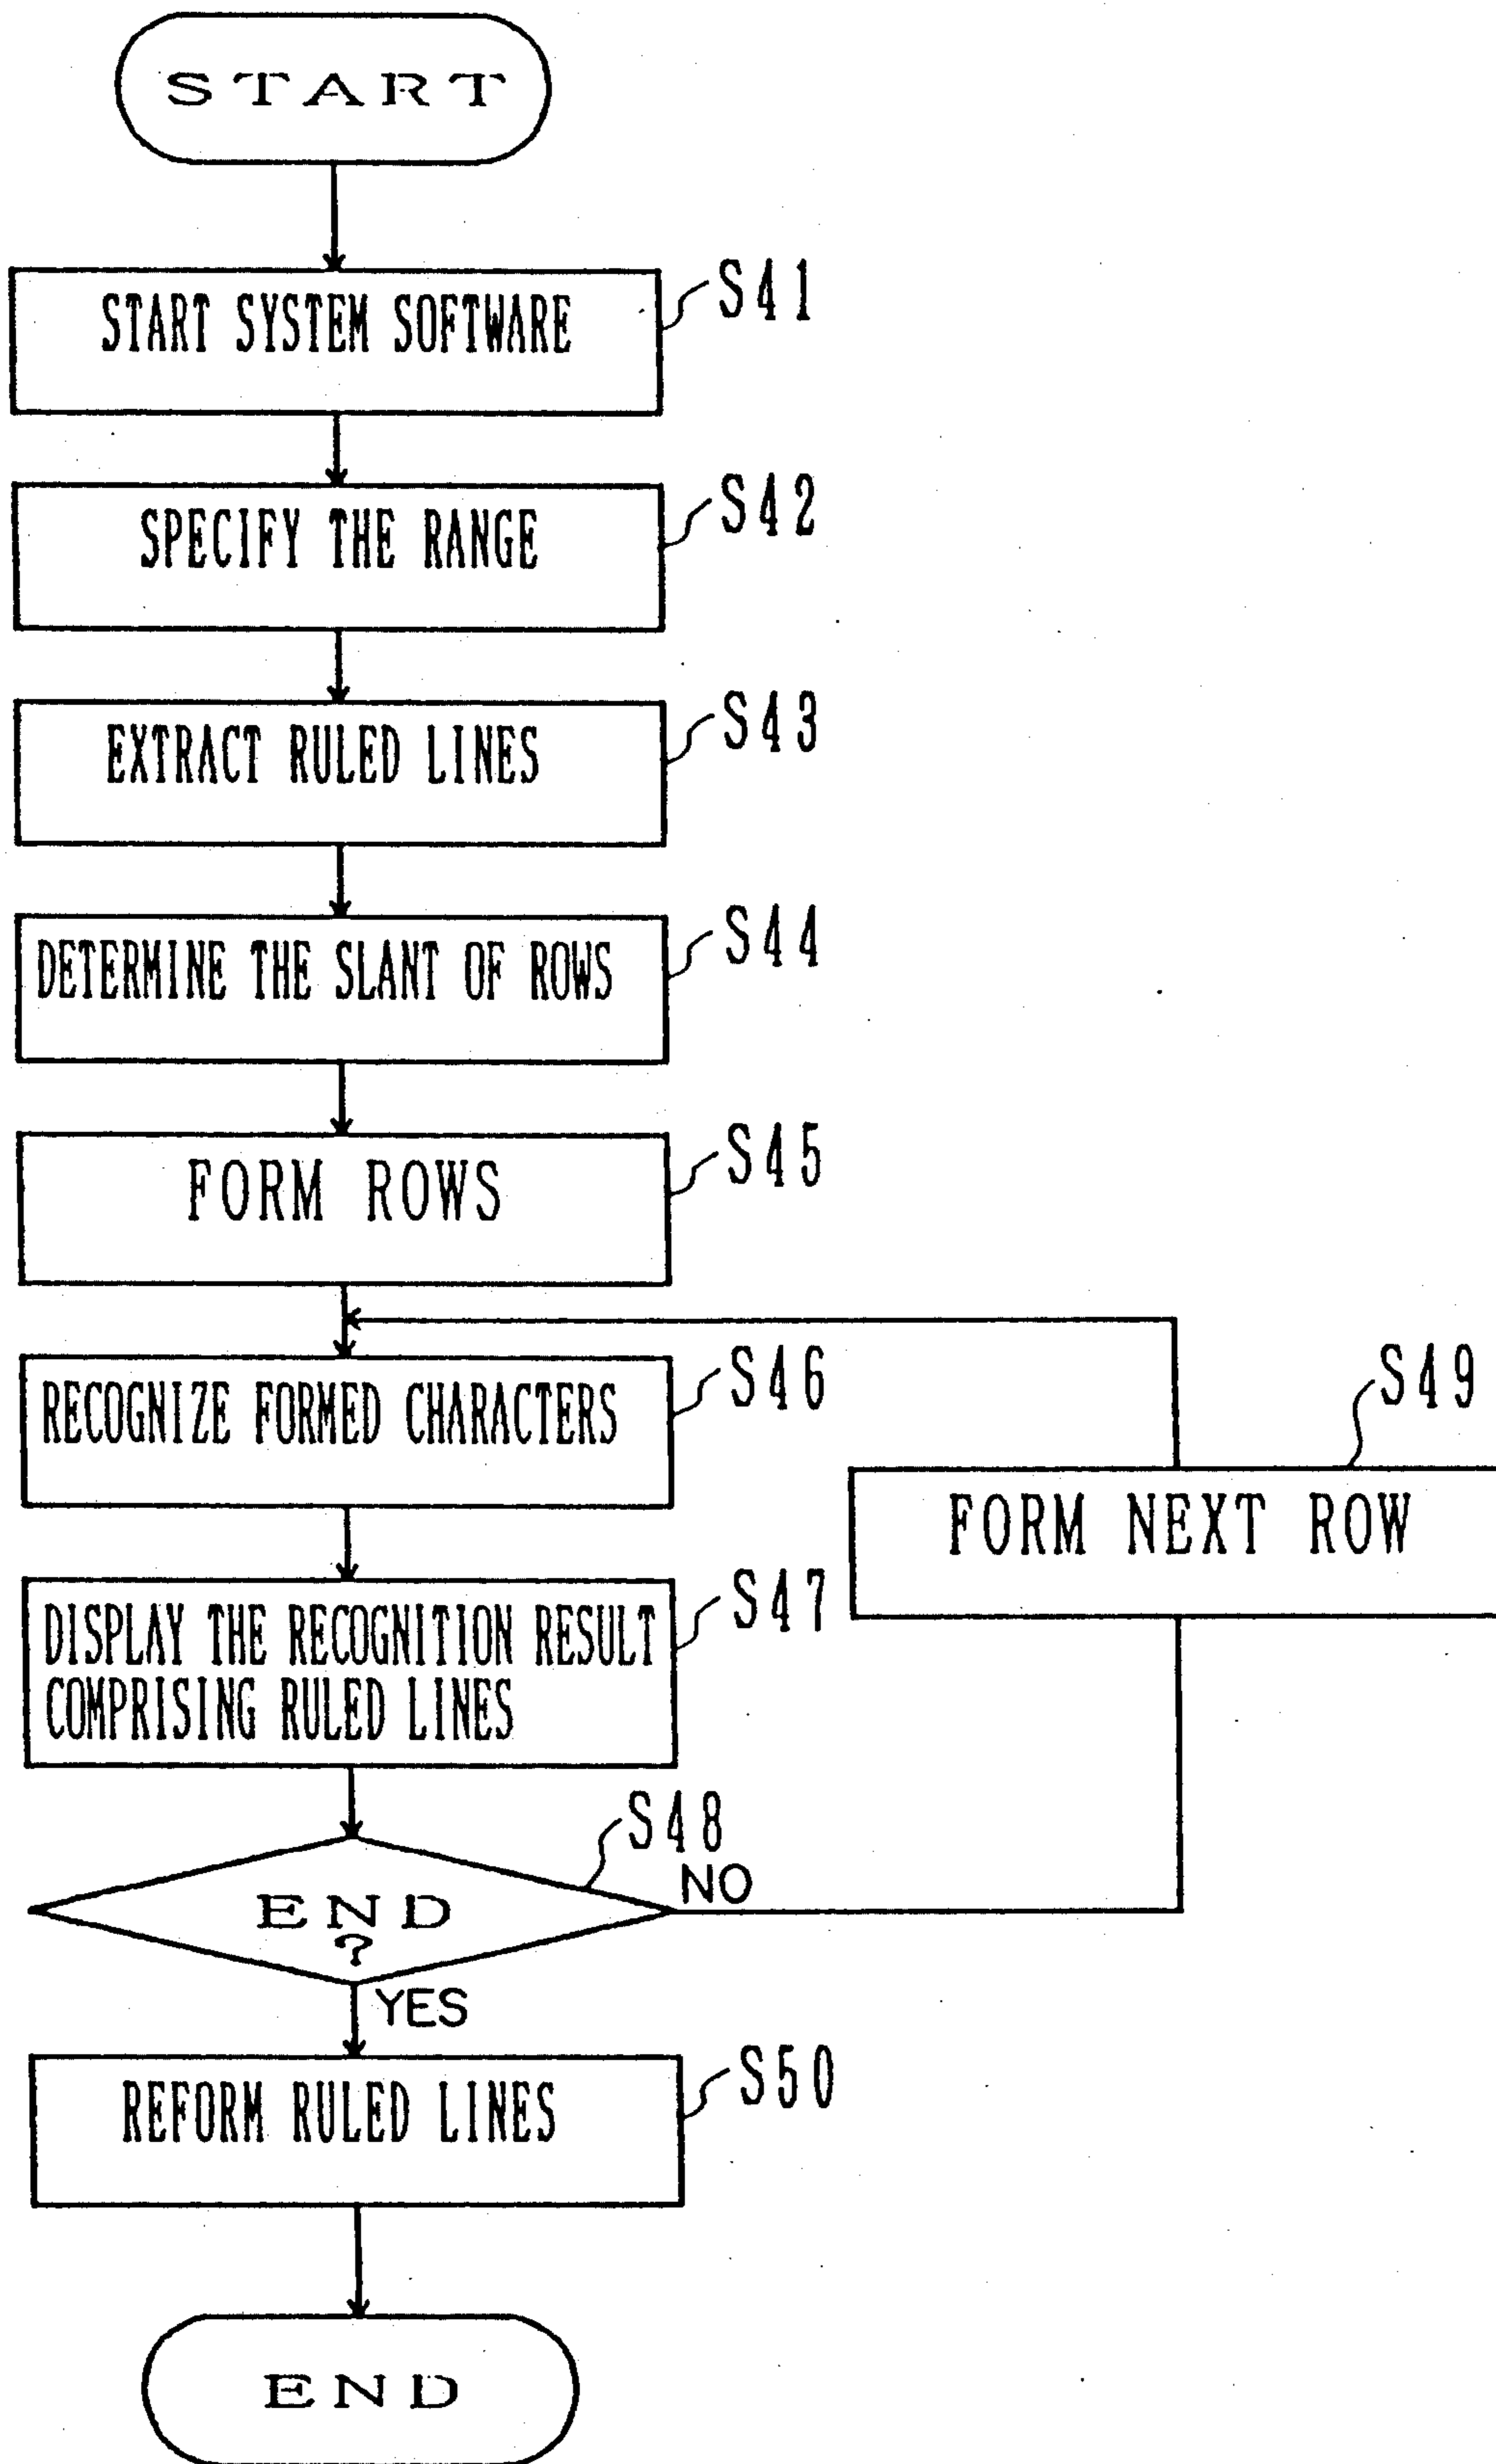 START
START SYSTEM SOFTWARE
S41
SPECIFY THE RANGE
S42
EXTRACT RULED LINES
S43
DETERMINE THE SLANT OF ROWS
S44
FORM ROWS
S45
RECOGNIZE FORMED CHARACTERS
S46
S49
FORM NEXT ROW
DISPLAY THE RECOGNITION RESULT
COMPRISING RULED LINES
S47
S48
END
?
NO
YES
REFORM RULED LINES
S50
END